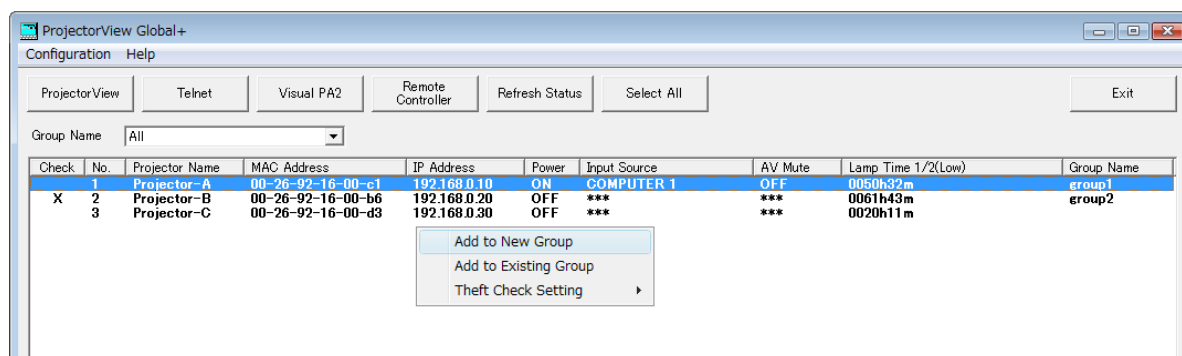 ProjectorView Global+
Configuration Help
ProjectorView Telnet Visual PA2 Remote Controller Refresh Status Select All Exit
Group Name All
Check No. Projector Name MAC Address IP Address Power Input Source AV Mute Lamp Time 1/2(Low) Group Name
1 Projector-A 00-26-92-16-00-c1 192.168.0.10 ON COMPUTER 1 OFF 0050h32m group1
X 2 Projector-B 00-26-92-16-00-b6 192.168.0.20 OFF *** *** 0061h43m group2
3 Projector-C 00-26-92-16-00-d3 192.168.0.30 OFF *** *** 0020h11m
Add to New Group
Add to Existing Group
Theft Check Setting